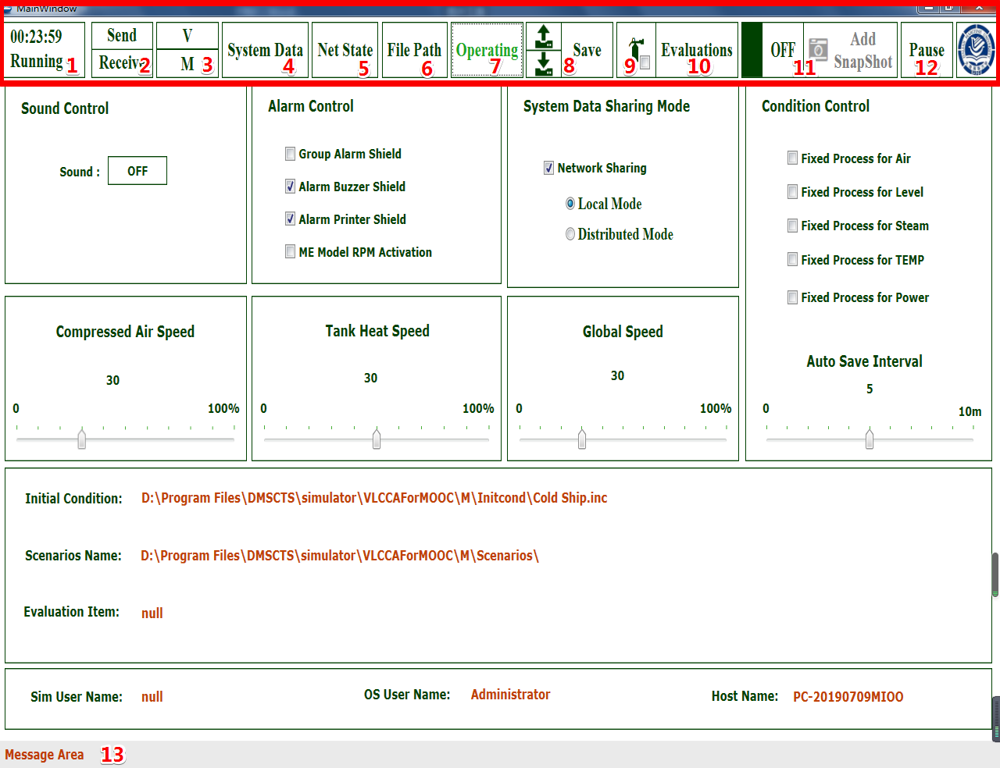 MainWindow
00:23:59
Running 1
Send
Receive 2
V
M 3
System Data 4
Net State 5
File Path 6
Operating 7
8 Save
9
Evaluations 10
OFF 11
Add
SnapShot
Pause 12
Sound Control
Sound : OFF
Alarm Control
Group Alarm Shield
Alarm Buzzer Shield
Alarm Printer Shield
ME Model RPM Activation
System Data Sharing Mode
Network Sharing
Local Mode
Distributed Mode
Condition Control
Fixed Process for Air
Fixed Process for Level
Fixed Process for Steam
Fixed Process for TEMP
Fixed Process for Power
Compressed Air Speed
30
0 100%
Tank Heat Speed
30
0 100%
Global Speed
30
0 100%
Auto Save Interval
5
0 10m
Initial Condition: D:\Program Files\DMSCTS\simulator\VLCCAForMOOC\M\Initcond\Cold Ship.inc
Scenarios Name: D:\Program Files\DMSCTS\simulator\VLCCAForMOOC\M\Scenarios\
Evaluation Item: null
Sim User Name: null
OS User Name: Administrator
Host Name: PC-20190709MIOO
Message Area 13